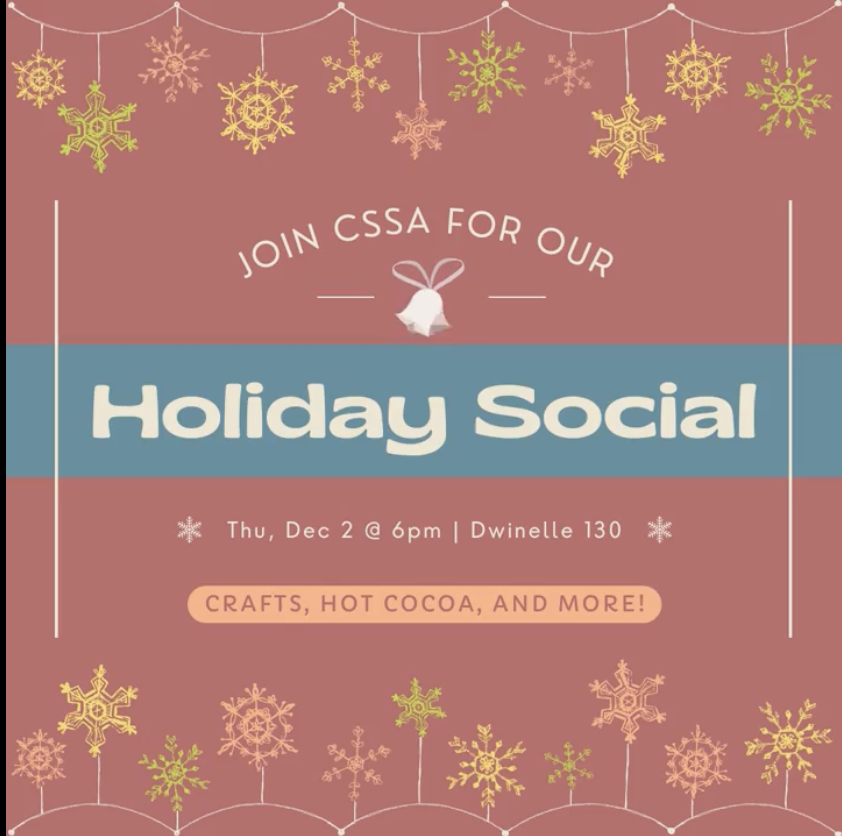 JOIN CSSA FOR OUR
Holiday Social
Thu, Dec 2 @ 6pm | Dwinelle 130
CRAFTS, HOT COCOA, AND MORE!